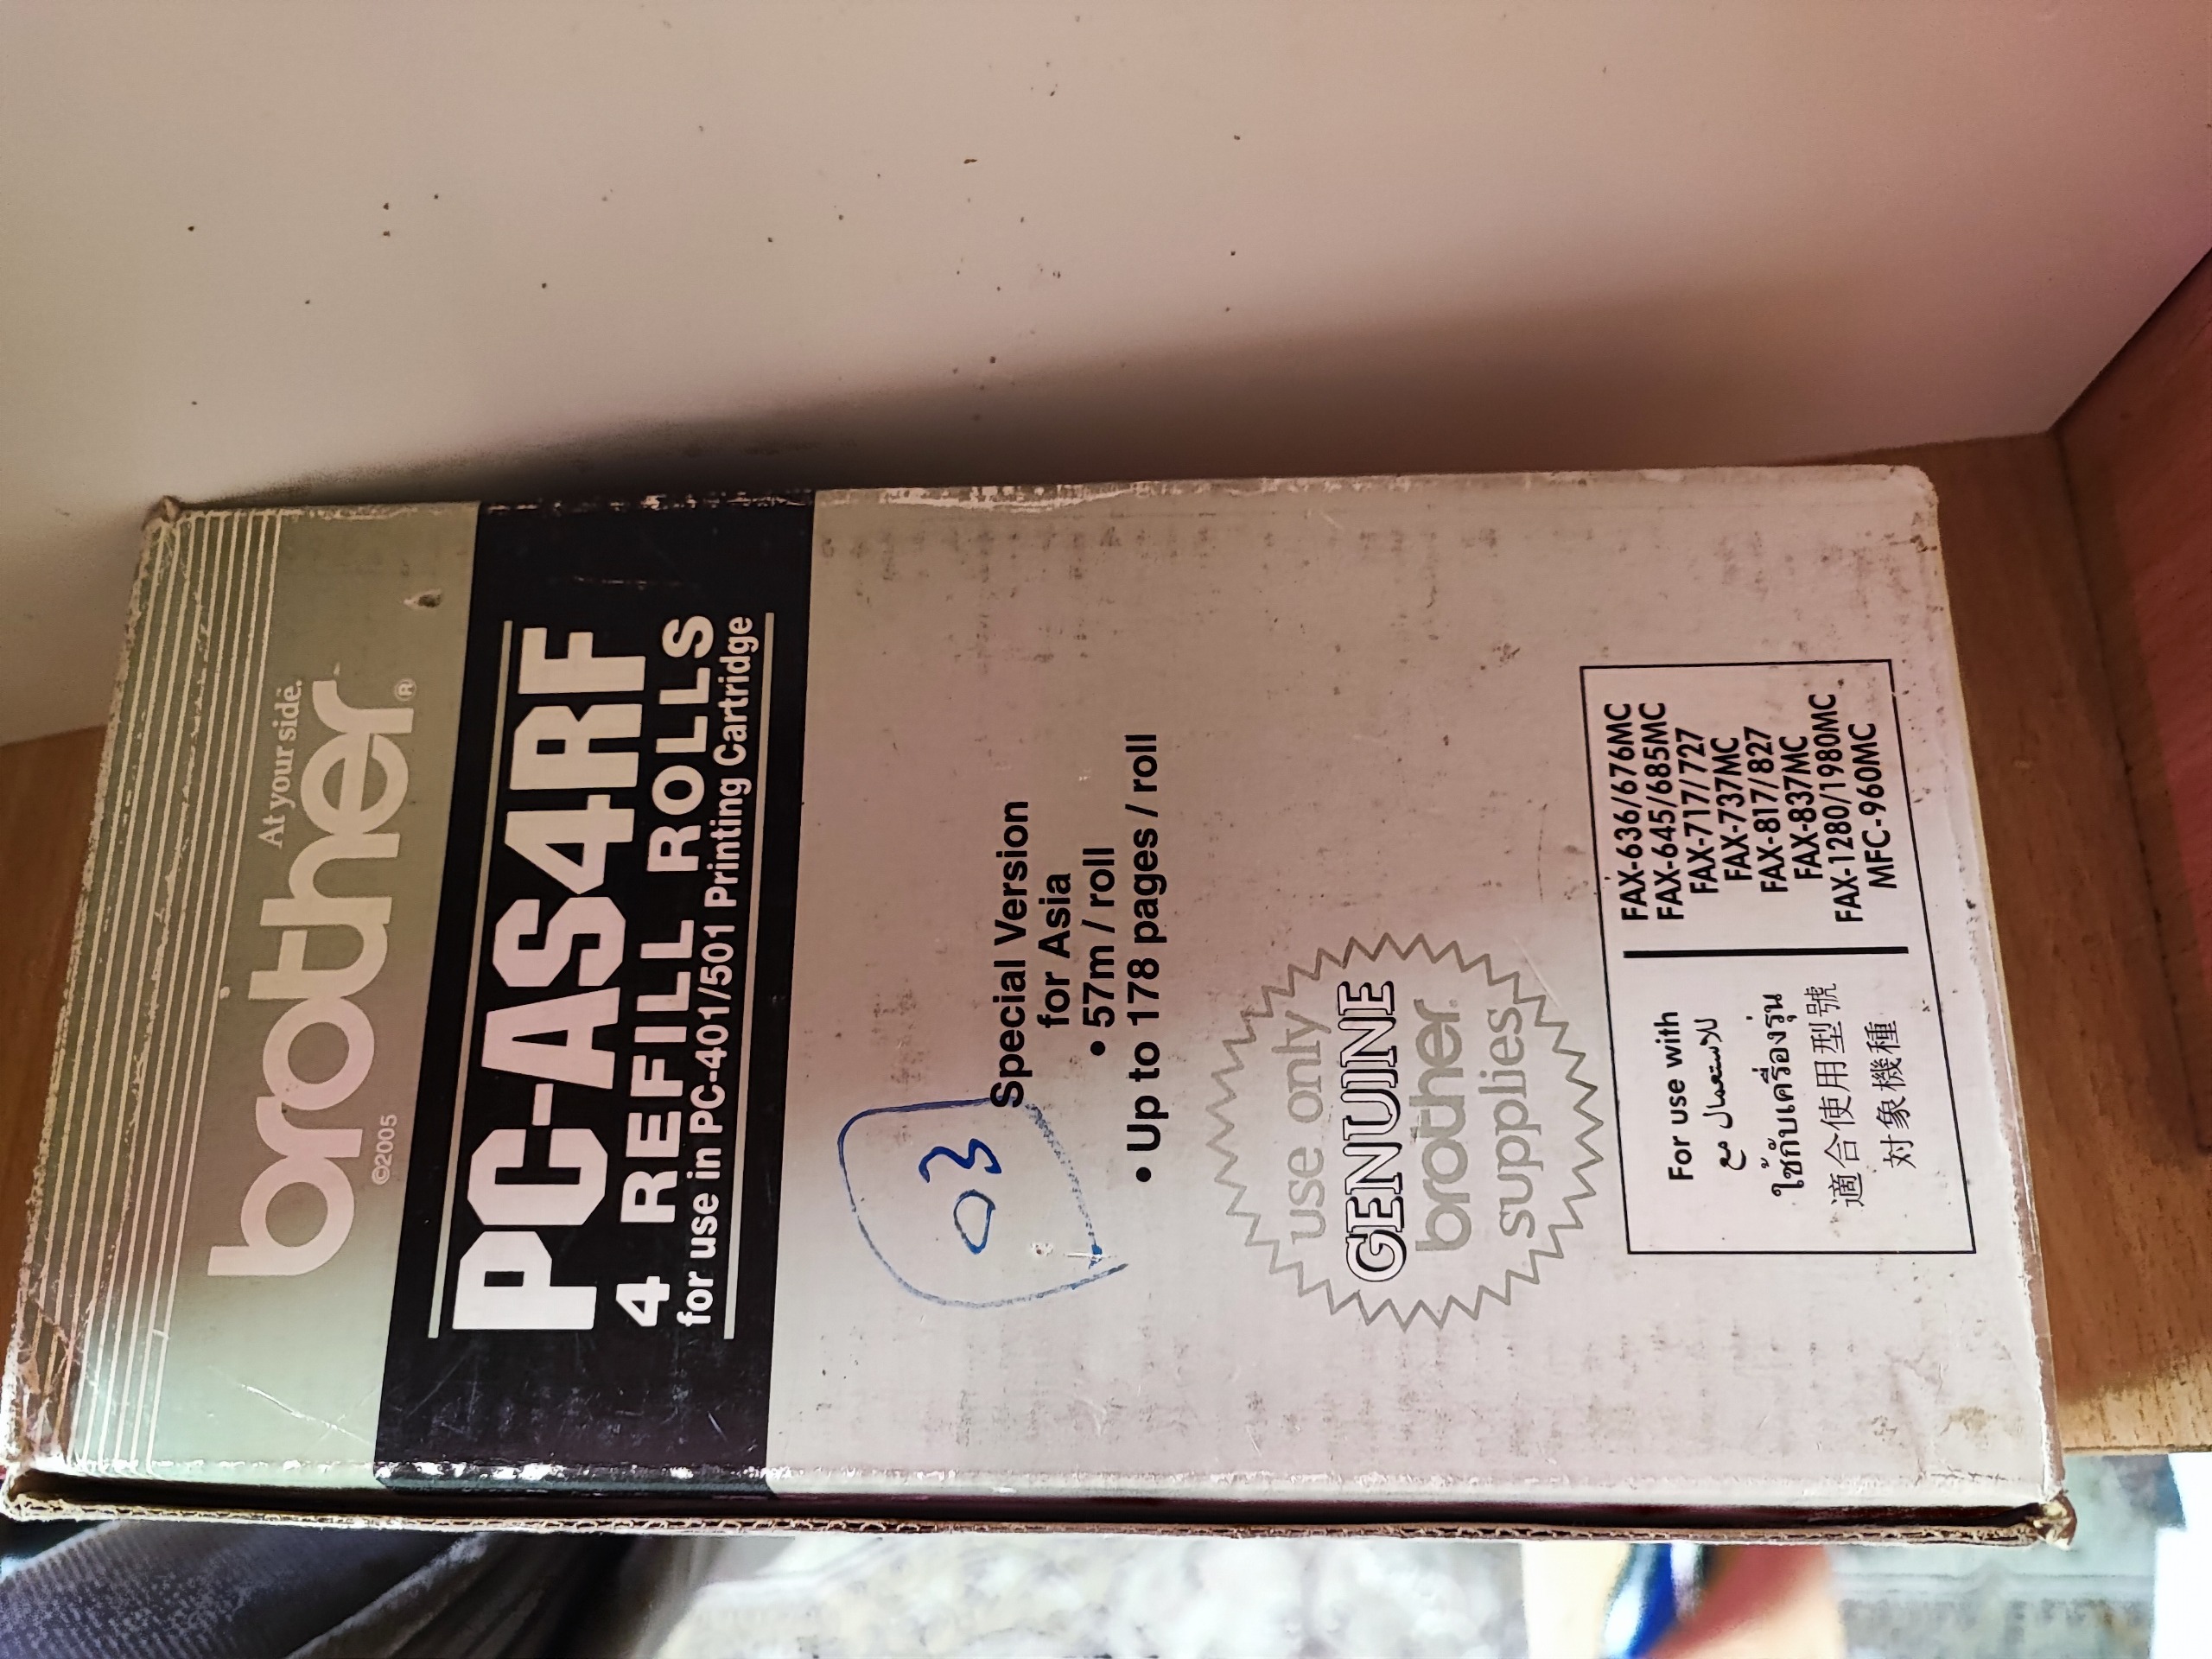 At your side.
brother®
©2005
PC-AS4RF
4 REFILL ROLLS
for use in PC-401/501 Printing Cartridge
03
Special Version
for Asia
• 57m / roll
• Up to 178 pages / roll
use only
GENUINE
brother
supplies
For use with
للاستعمال مع
ใช้กับเครื่องรุ่น
適合使用型號
対象機種
FAX-636/676MC
FAX-645/685MC
FAX-717/727
FAX-737MC
FAX-817/827
FAX-837MC
FAX-1280/1980MC
MFC-960MC